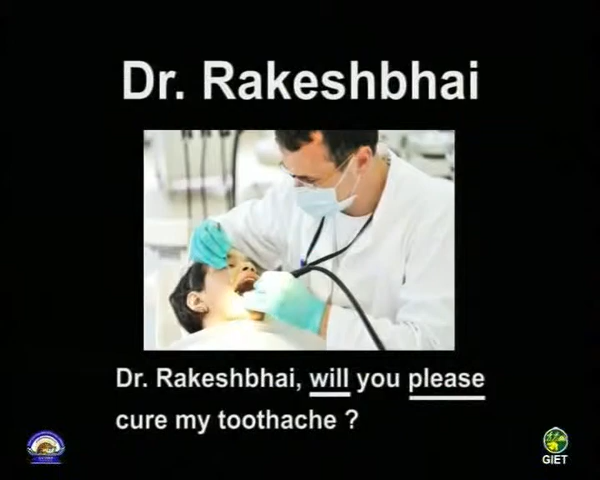 Dr. Rakeshbhai
Dr. Rakeshbhai, will you please
cure my toothache ?
GIET